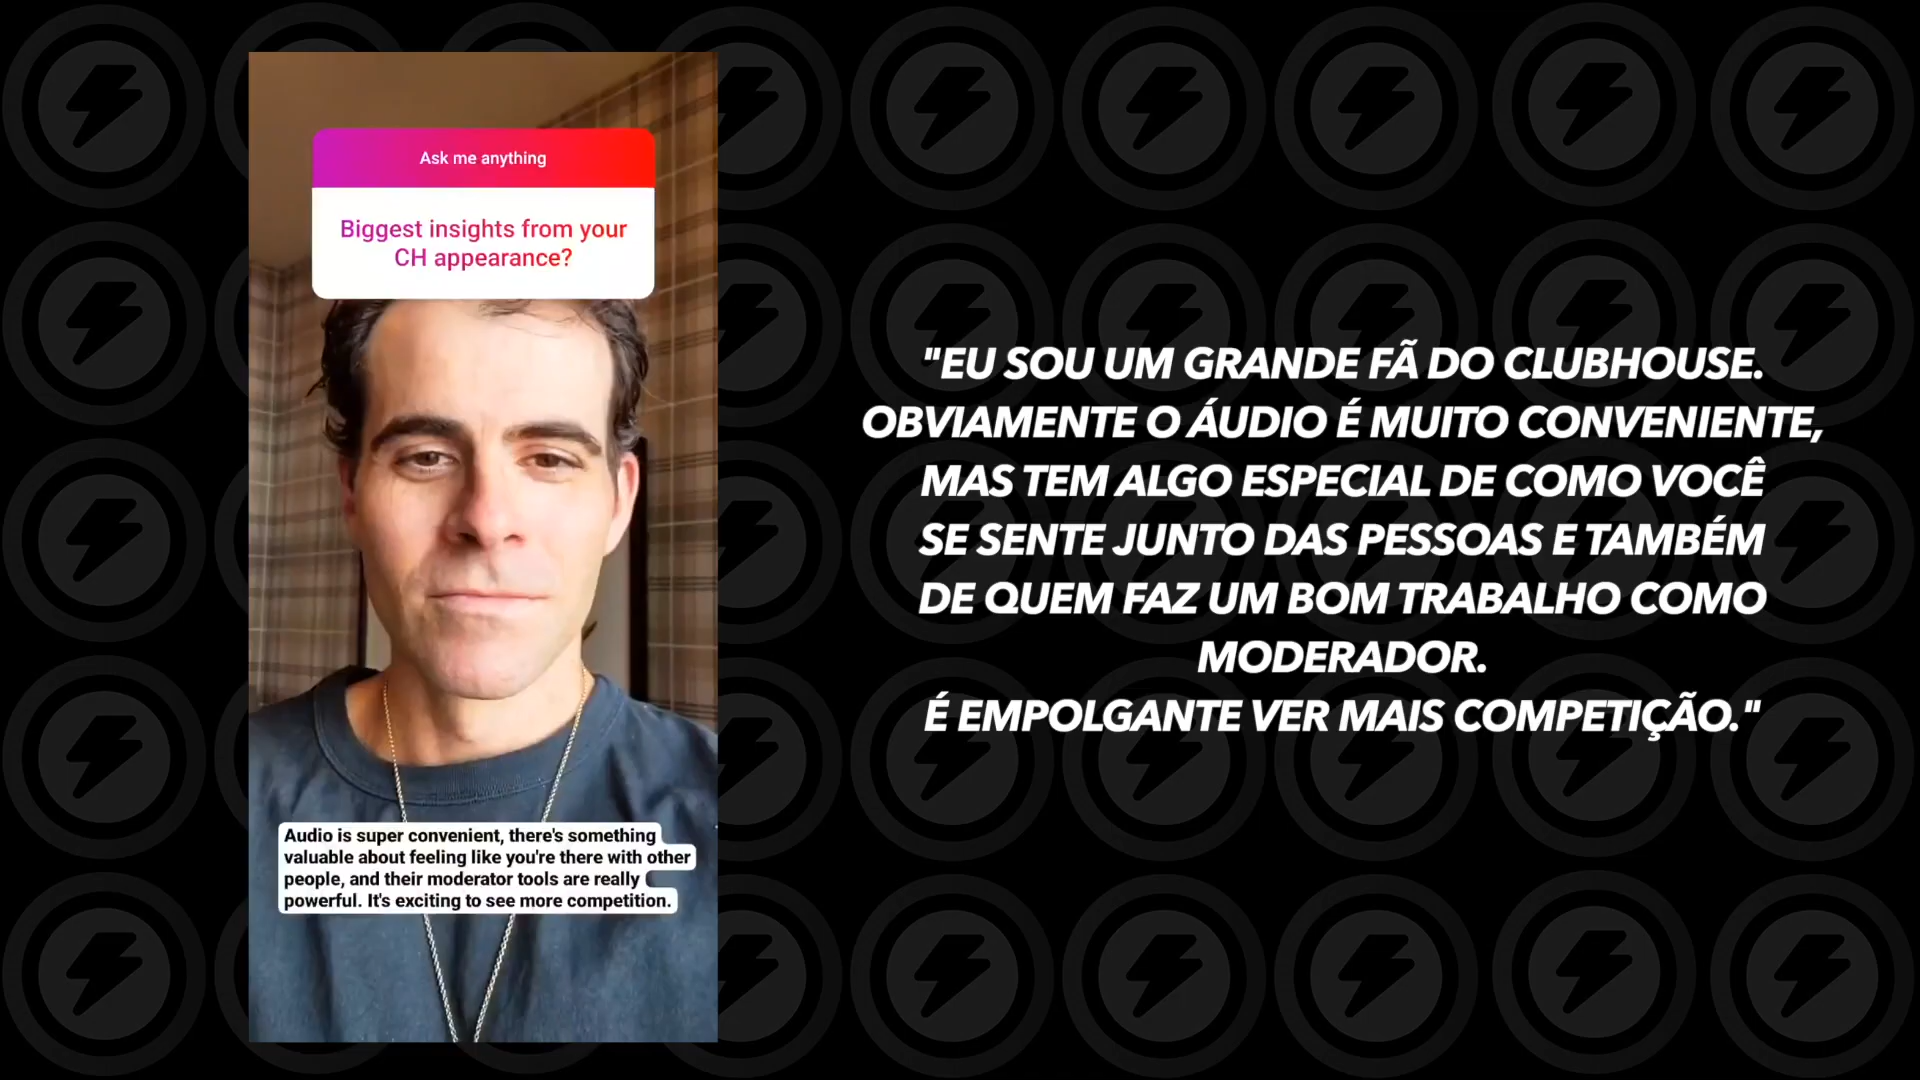 Ask me anything
Biggest insights from your
CH appearance?
Audio is super convenient, there's something
valuable about feeling like you're there with other
people, and their moderator tools are really
powerful. It's exciting to see more competition.
"EU SOU UM GRANDE FÃ DO CLUBHOUSE.
OBVIAMENTE O ÁUDIO É MUITO CONVENIENTE,
MAS TEM ALGO ESPECIAL DE COMO VOCÊ
SE SENTE JUNTO DAS PESSOAS E TAMBÉM
DE QUEM FAZ UM BOM TRABALHO COMO
MODERADOR.
É EMPOLGANTE VER MAIS COMPETIÇÃO."